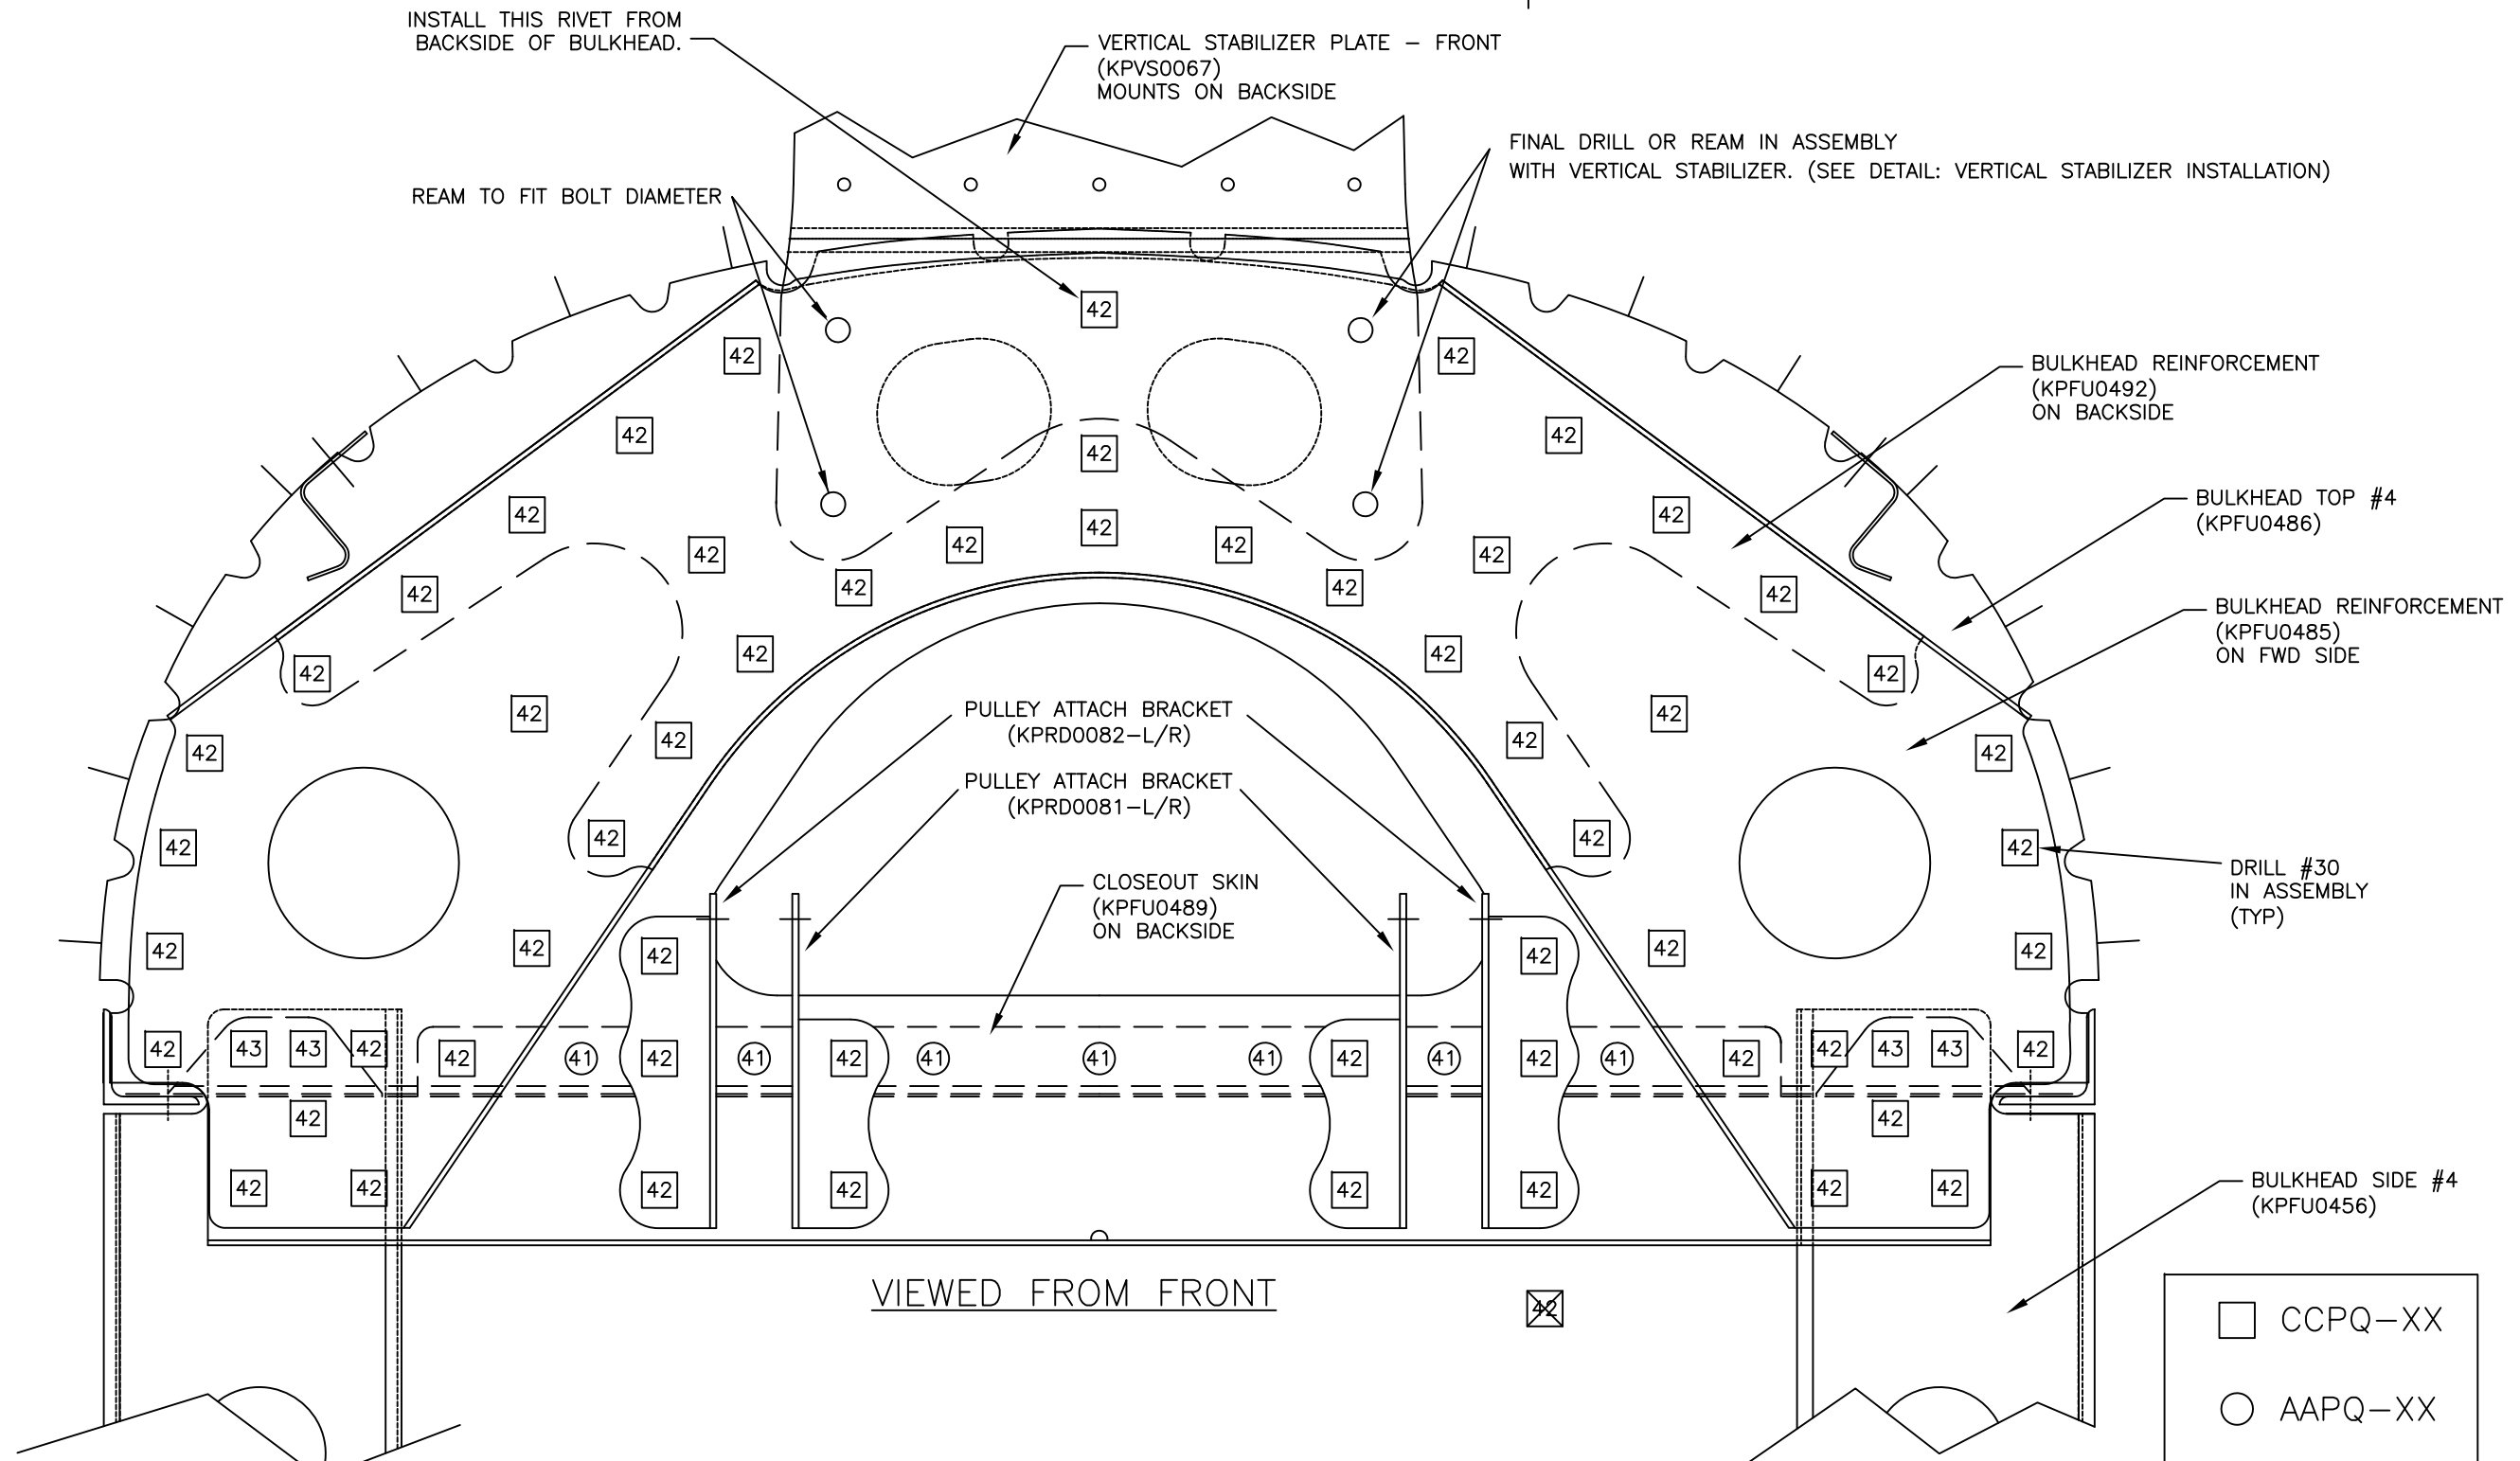 INSTALL THIS RIVET FROM
BACKSIDE OF BULKHEAD.
VERTICAL STABILIZER PLATE – FRONT
(KPVS0067)
MOUNTS ON BACKSIDE
FINAL DRILL OR REAM IN ASSEMBLY
WITH VERTICAL STABILIZER. (SEE DETAIL: VERTICAL STABILIZER INSTALLATION)
REAM TO FIT BOLT DIAMETER
42
42 42
BULKHEAD REINFORCEMENT
(KPFU0492)
ON BACKSIDE
42 42
42
42 42
BULKHEAD TOP #4
(KPFU0486)
42
42 42
42 42
42 42
42 42
BULKHEAD REINFORCEMENT
(KPFU0485)
ON FWD SIDE
42 42
42 42
42 42
PULLEY ATTACH BRACKET
(KPRD0082–L/R)
42 42
42 42
PULLEY ATTACH BRACKET
(KPRD0081–L/R)
42 42
42 42
DRILL #30
IN ASSEMBLY
(TYP)
CLOSEOUT SKIN
(KPFU0489)
ON BACKSIDE
42 42
42 42
42 42
42 43 43 42 42 43 43 42
42 41 42 41 42 41 41 41 42 41 42 41 42
42 42
42 42 42 42 42 42 42 42
BULKHEAD SIDE #4
(KPFU0456)
VIEWED FROM FRONT
42
CCPQ–XX
AAPQ–XX